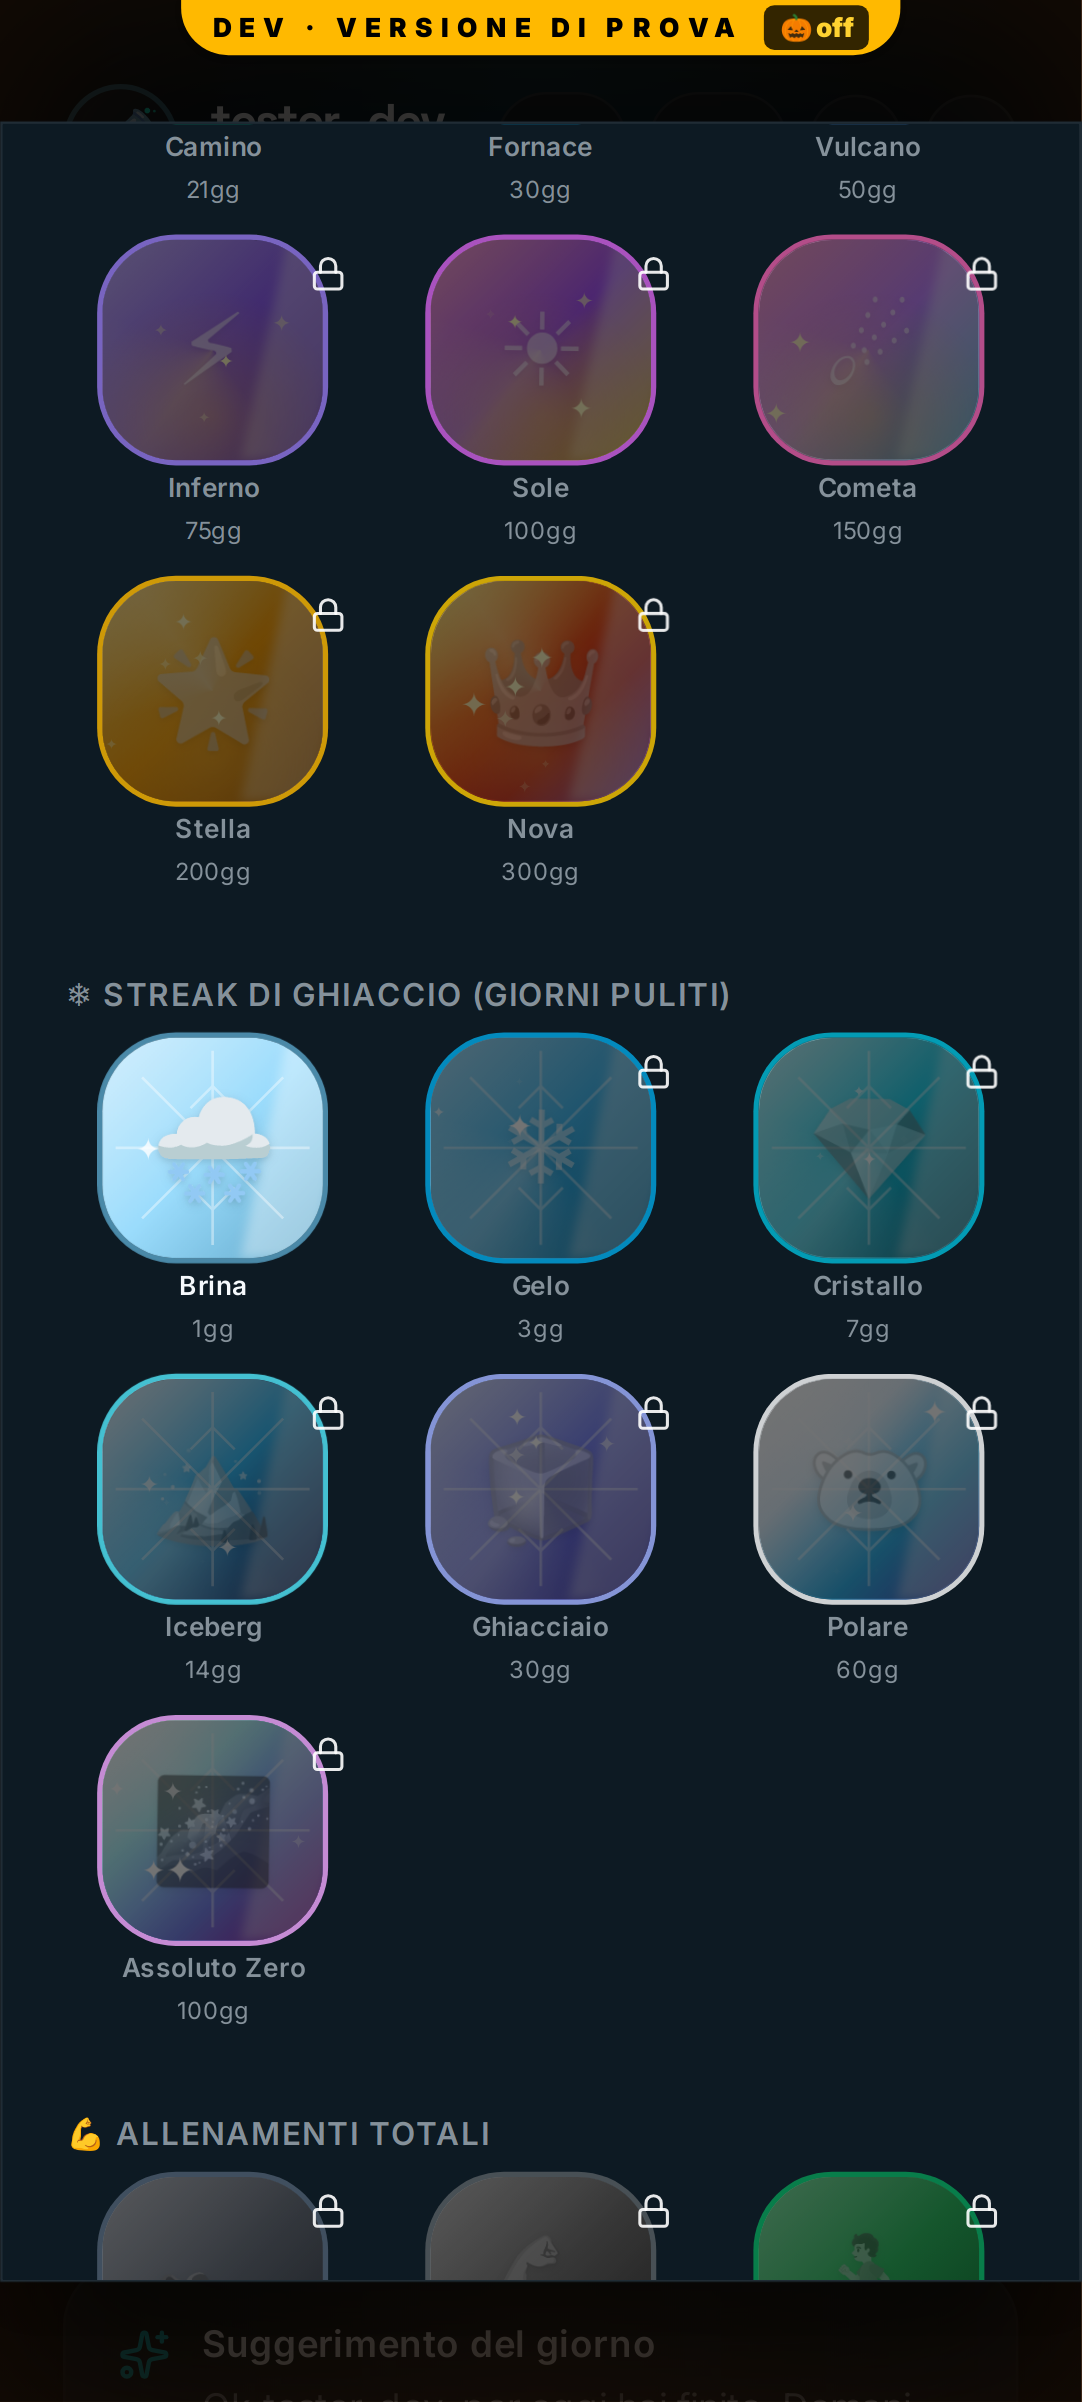 DEV · VERSIONE DI PROVA 🎃 off
tester_dev
Camino Fornace Vulcano
21gg 30gg 50gg
Inferno Sole Cometa
75gg 100gg 150gg
Stella Nova
200gg 300gg
❄ STREAK DI GHIACCIO (GIORNI PULITI)
Brina Gelo Cristallo
1gg 3gg 7gg
Iceberg Ghiacciaio Polare
14gg 30gg 60gg
Assoluto Zero
100gg
💪 ALLENAMENTI TOTALI
Suggerimento del giorno